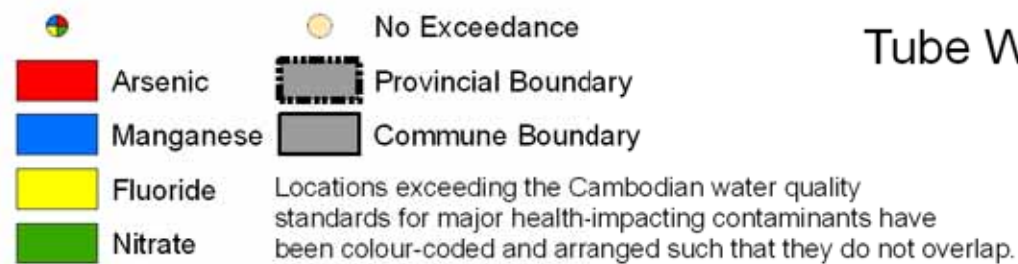 No Exceedance
Tube W
Arsenic
Provincial Boundary
Manganese
Commune Boundary
Fluoride
Nitrate
Locations exceeding the Cambodian water quality
standards for major health-impacting contaminants have
been colour-coded and arranged such that they do not overlap.